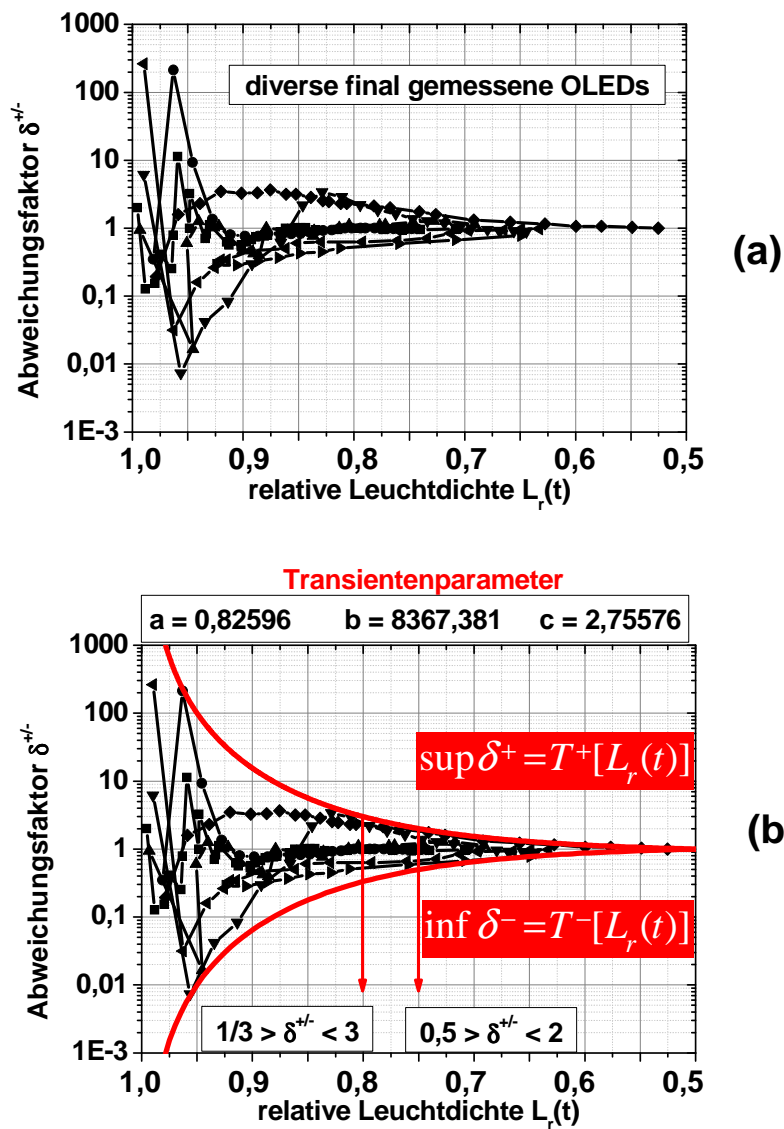 1000
100
10
1
0,1
0,01
1E-3
Abweichungsfaktor δ+/-
diverse final gemessene OLEDs
1,0 0,9 0,8 0,7 0,6 0,5
relative Leuchtdichte Lr(t)
(a)
Transientenparameter
a = 0,82596 b = 8367,381 c = 2,75576
1000
100
10
1
0,1
0,01
1E-3
Abweichungsfaktor δ+/-
sup δ+ = T+[Lr(t)]
(b)
inf δ− = T−[Lr(t)]
1/3 > δ+/- < 3
0,5 > δ+/- < 2
1,0 0,9 0,8 0,7 0,6 0,5
relative Leuchtdichte Lr(t)